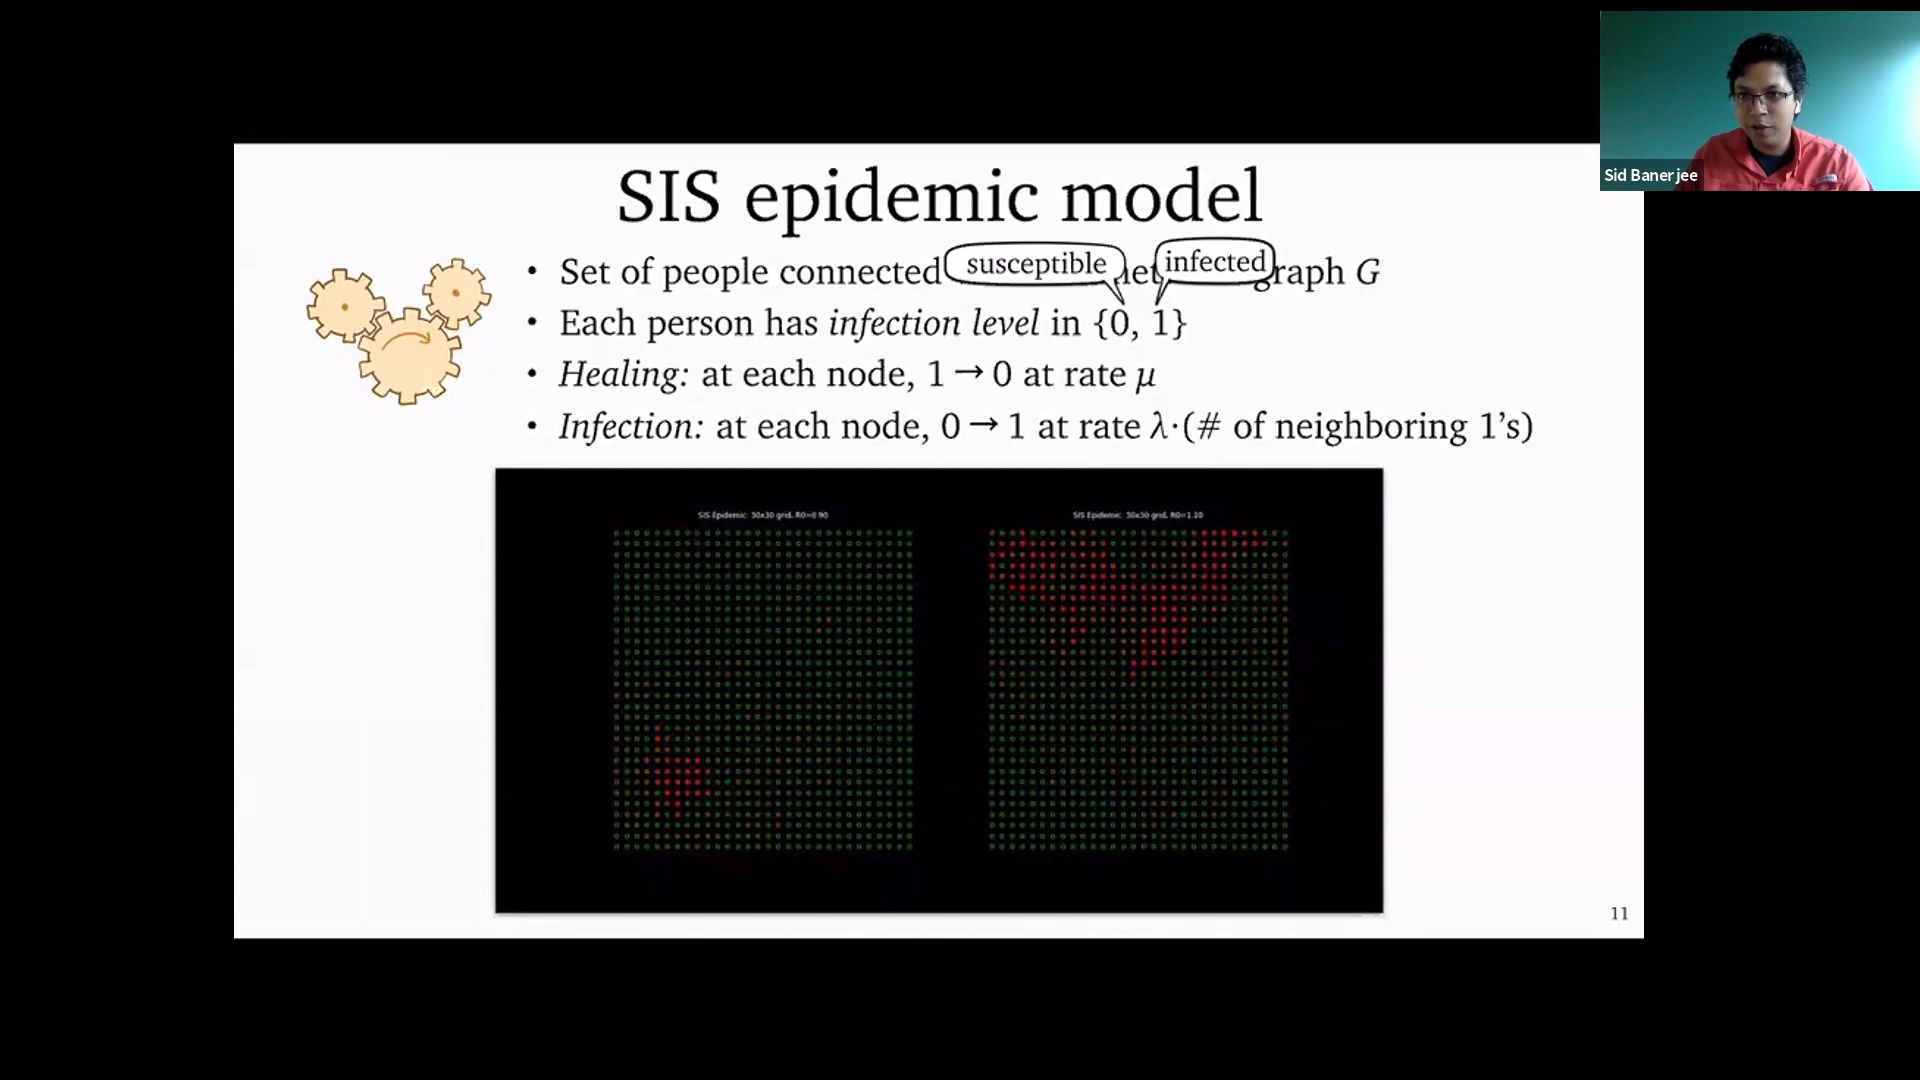 Sid Banerjee
SIS epidemic model
susceptible
infected
• Set of people connected graph G
• Each person has infection level in {0, 1}
• Healing: at each node, 1 → 0 at rate μ
• Infection: at each node, 0 → 1 at rate λ·(# of neighboring 1's)
SIS Epidemic: 30x30 grid, R0=0.90
SIS Epidemic: 30x30 grid, R0=1.10
11